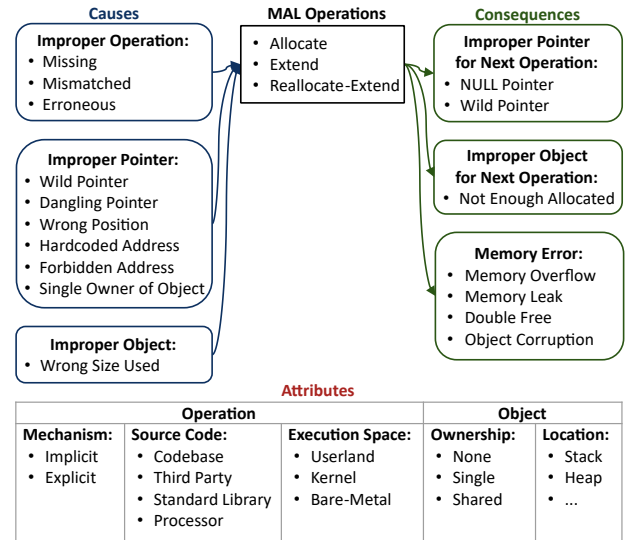 Causes
Improper Operation:
• Missing
• Mismatched
• Erroneous
Improper Pointer:
• Wild Pointer
• Dangling Pointer
• Wrong Position
• Hardcoded Address
• Forbidden Address
• Single Owner of Object
Improper Object:
• Wrong Size Used
MAL Operations
• Allocate
• Extend
• Reallocate-Extend
Consequences
Improper Pointer
for Next Operation:
• NULL Pointer
• Wild Pointer
Improper Object
for Next Operation:
• Not Enough Allocated
Memory Error:
• Memory Overflow
• Memory Leak
• Double Free
• Object Corruption
Attributes
Operation
Object
Mechanism:
• Implicit
• Explicit
Source Code:
• Codebase
• Third Party
• Standard Library
• Processor
Execution Space:
• Userland
• Kernel
• Bare-Metal
Ownership:
• None
• Single
• Shared
Location:
• Stack
• Heap
• ...